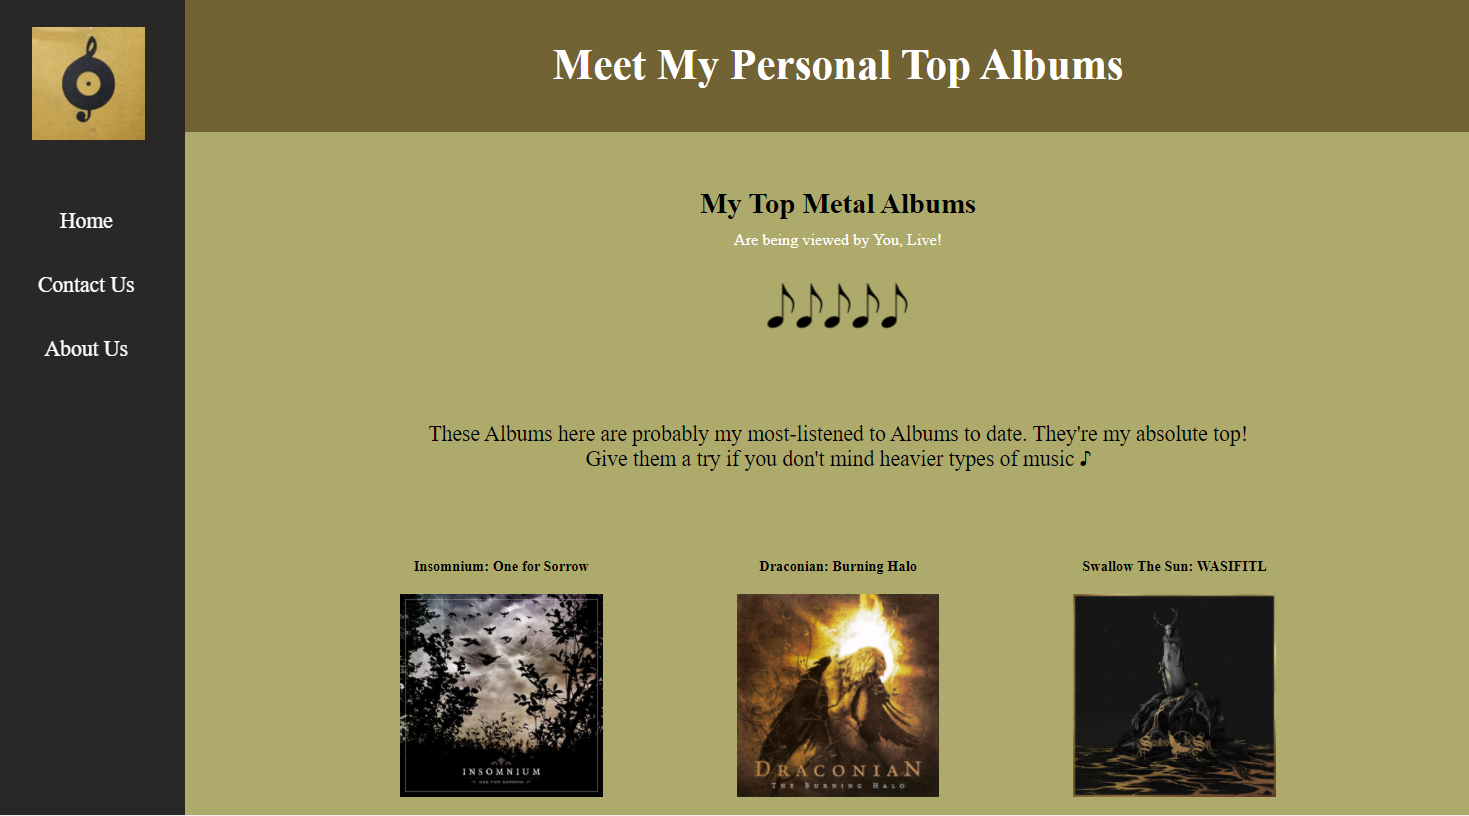 Meet My Personal Top Albums
Home
Contact Us
About Us
My Top Metal Albums
Are being viewed by You, Live!
These Albums here are probably my most-listened to Albums to date. They're my absolute top!
Give them a try if you don't mind heavier types of music ♪
Insomnium: One for Sorrow
Draconian: Burning Halo
Swallow The Sun: WASIFITL
INSOMNIUM
ONE FOR SORROW
DRACONIAN
THE BURNING HALO